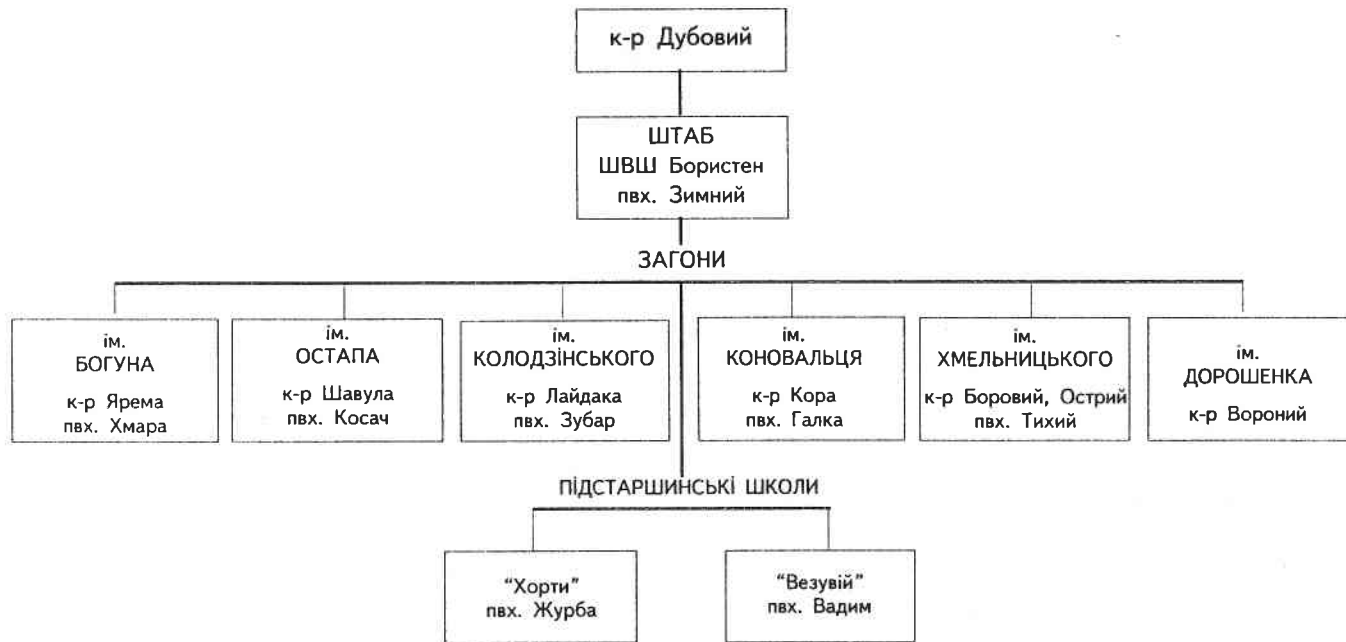 к-р Дубовий
ШТАБ
ШВШ Бористен
пвх. Зимний
ЗАГОНИ
ім.
БОГУНА
к-р Ярема
пвх. Хмара
ім.
ОСТАПА
к-р Шавула
пвх. Косач
ім.
КОЛОДЗІНСЬКОГО
к-р Лайдака
пвх. Зубар
ім.
КОНОВАЛЬЦЯ
к-р Кора
пвх. Галка
ім.
ХМЕЛЬНИЦЬКОГО
к-р Боровий, Острий
пвх. Тихий
ім.
ДОРОШЕНКА
к-р Вороний
ПІДСТАРШИНСЬКІ ШКОЛИ
“Хорти”
пвх. Журба
“Везувій”
пвх. Вадим